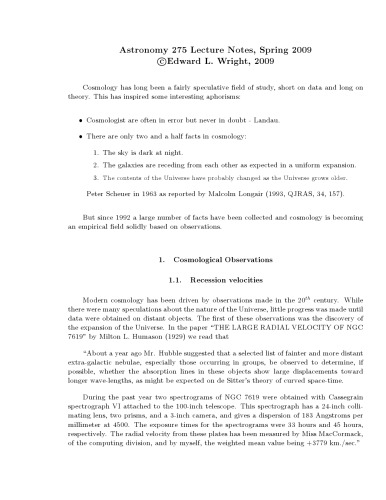 Astronomy 275 Lecture Notes, Spring 2009
©Edward L. Wright, 2009
Cosmology has long been a fairly speculative field of study, short on data and long on
theory. This has inspired some interesting aphorisms:
• Cosmologist are often in error but never in doubt - Landau.
• There are only two and a half facts in cosmology:
1. The sky is dark at night.
2. The galaxies are receding from each other as expected in a uniform expansion.
3. The contents of the Universe have probably changed as the Universe grows older.
Peter Scheuer in 1963 as reported by Malcolm Longair (1993, QJRAS, 34, 157).
But since 1992 a large number of facts have been collected and cosmology is becoming
an empirical field solidly based on observations.
1. Cosmological Observations
1.1. Recession velocities
Modern cosmology has been driven by observations made in the 20th century. While
there were many speculations about the nature of the Universe, little progress was made until
data were obtained on distant objects. The first of these observations was the discovery of
the expansion of the Universe. In the paper "THE LARGE RADIAL VELOCITY OF NGC
7619" by Milton L. Humason (1929) we read that
"About a year ago Mr. Hubble suggested that a selected list of fainter and more distant
extra-galactic nebulae, especially those occurring in groups, be observed to determine, if
possible, whether the absorption lines in these objects show large displacements toward
longer wave-lengths, as might be expected on de Sitter's theory of curved space-time.
During the past year two spectrograms of NGC 7619 were obtained with Cassegrain
spectrograph VI attached to the 100-inch telescope. This spectrograph has a 24-inch colli-
mating lens, two prisms, and a 3-inch camera, and gives a dispersion of 183 Angstroms per
millimeter at 4500. The exposure times for the spectrograms were 33 hours and 45 hours,
respectively. The radial velocity from these plates has been measured by Miss MacCormack,
of the computing division, and by myself, the weighted mean value being +3779 km./sec."